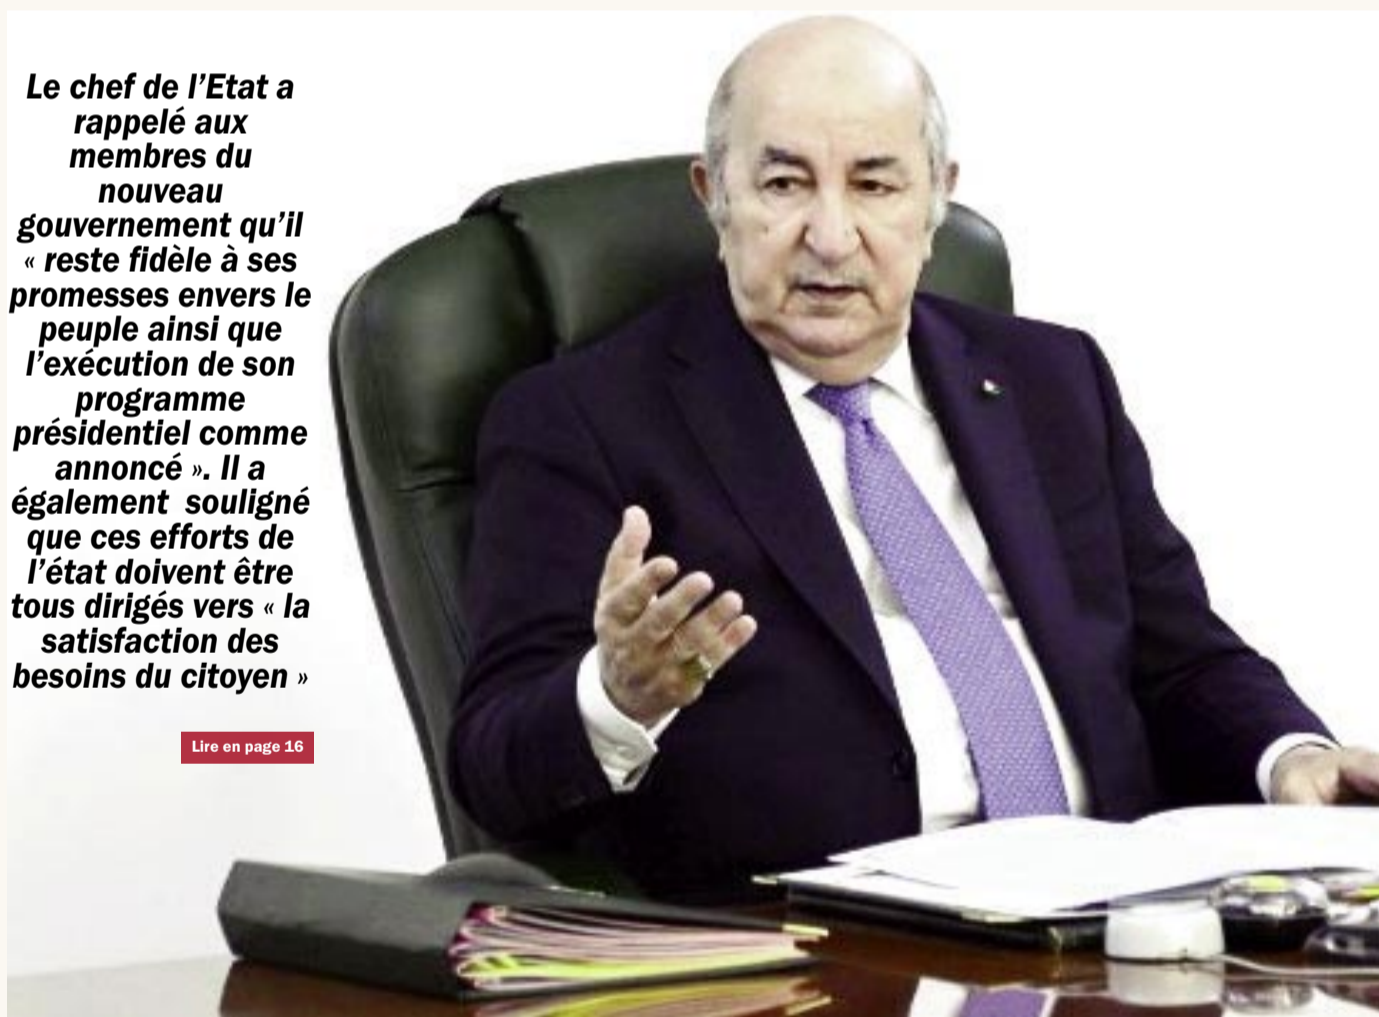 Le chef de l’Etat a
rappelé aux
membres du
nouveau
gouvernement qu’il
« reste fidèle à ses
promesses envers le
peuple ainsi que
l’exécution de son
programme
présidentiel comme
annoncé ». Il a
également souligné
que ces efforts de
l’état doivent être
tous dirigés vers « la
satisfaction des
besoins du citoyen »
Lire en page 16